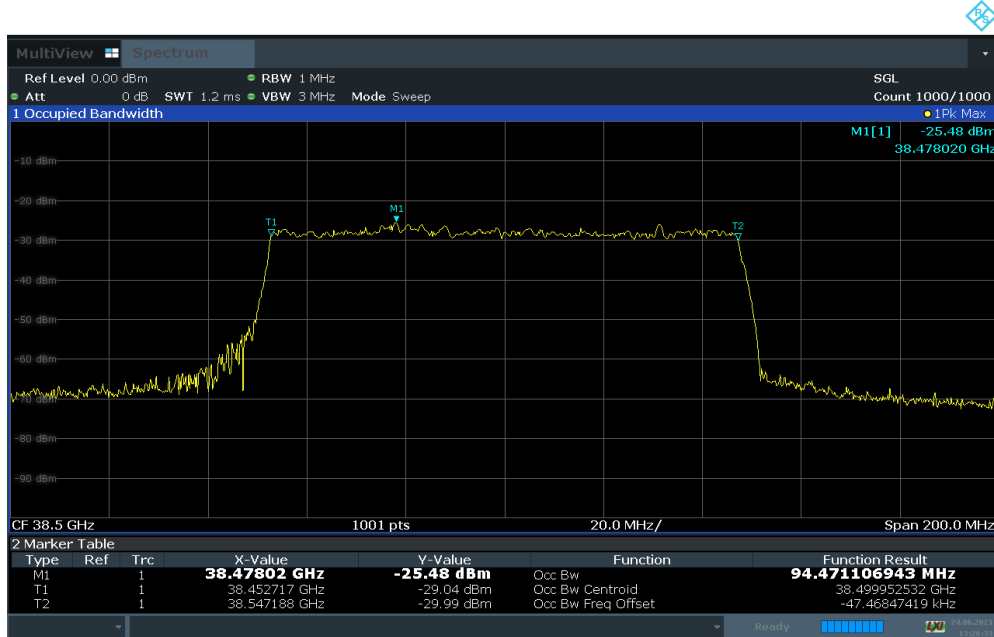 R&S
MultiView Spectrum
Ref Level 0.00 dBm RBW 1 MHz SGL
Att 0 dB SWT 1.2 ms VBW 3 MHz Mode Sweep Count 1000/1000
1 Occupied Bandwidth 1Pk Max
M1[1] -25.48 dBm
38.478020 GHz
-10 dBm
-20 dBm
M1
T1
T2
-30 dBm
-40 dBm
-50 dBm
-60 dBm
-70 dBm
-80 dBm
-90 dBm
CF 38.5 GHz 1001 pts 20.0 MHz/ Span 200.0 MHz
2 Marker Table
Type Ref Trc X-Value Y-Value Function Function Result
M1 1 38.47802 GHz -25.48 dBm Occ Bw 94.471106943 MHz
T1 1 38.452717 GHz -29.04 dBm Occ Bw Centroid 38.499952532 GHz
T2 1 38.547188 GHz -29.99 dBm Occ Bw Freq Offset -47.46847419 kHz
Ready LXI 24.06.2021